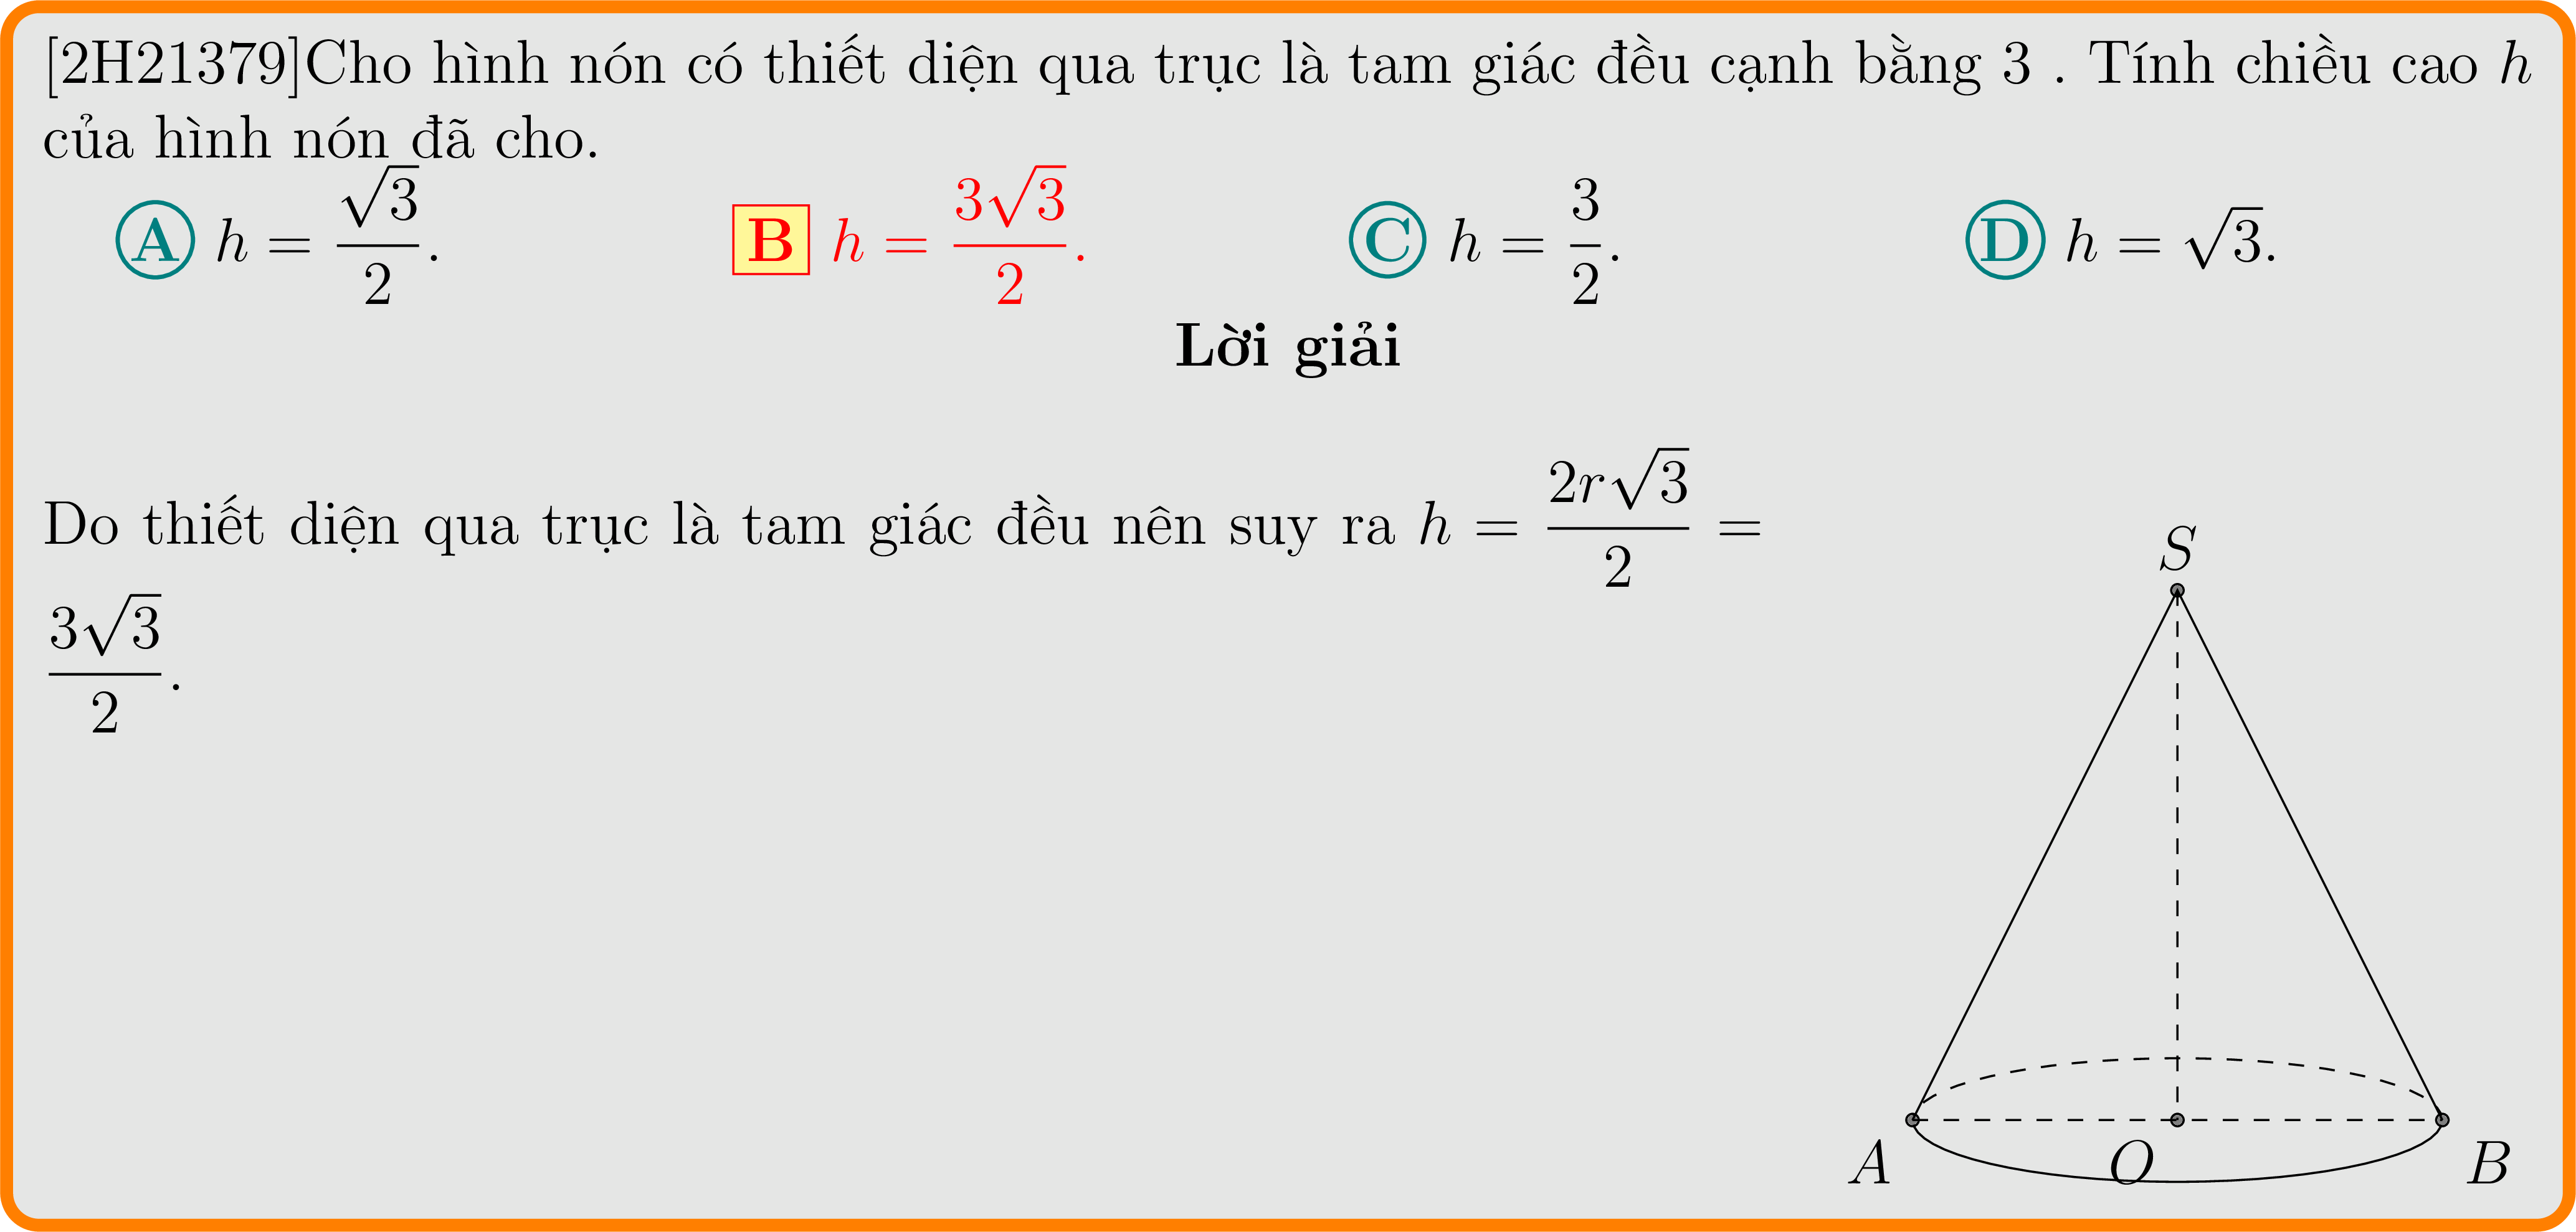 [2H21379]Cho hình nón có thiết diện qua trục là tam giác đều cạnh bằng 3 . Tính chiều cao h
của hình nón đã cho.
A h = \frac{\sqrt{3}}{2}. B h = \frac{3\sqrt{3}}{2}. C h = \frac{3}{2}. D h = \sqrt{3}.
Lời giải
Do thiết diện qua trục là tam giác đều nên suy ra h = \frac{2r\sqrt{3}}{2} =
\frac{3\sqrt{3}}{2}.
S
A O B